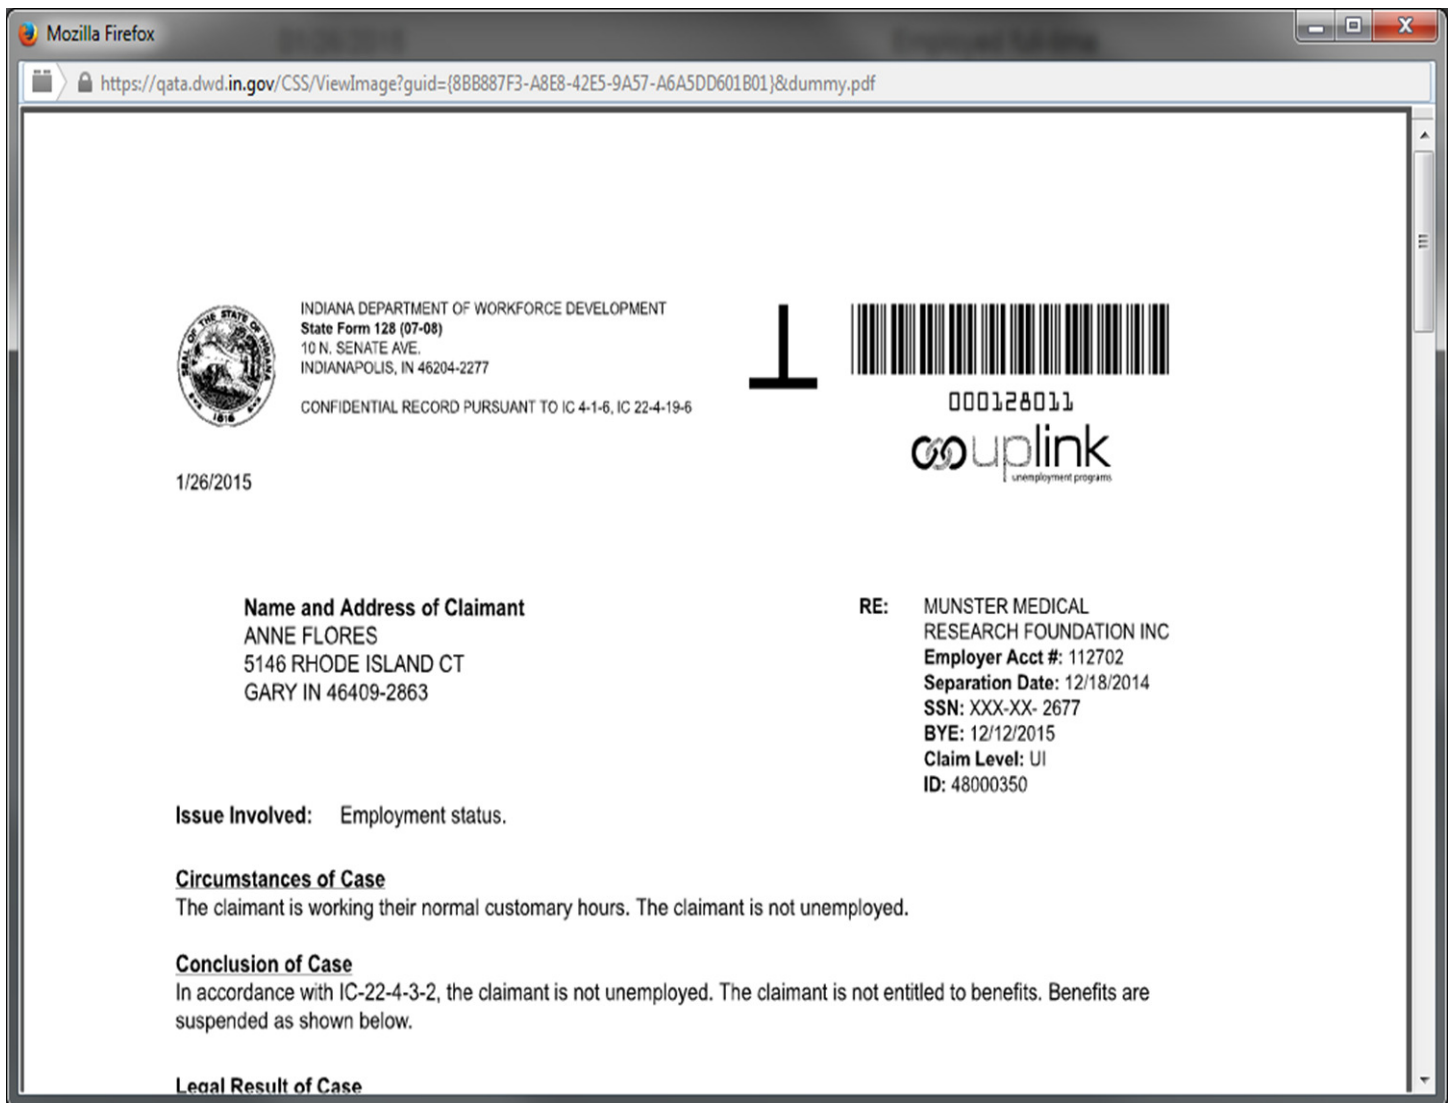 Mozilla Firefox
https://qata.dwd.in.gov/CSS/ViewImage?guid={8BB887F3-A8E8-42E5-9A57-A6A5DD601B01}&dummy.pdf
SEAL OF THE STATE OF INDIANA
1816
INDIANA DEPARTMENT OF WORKFORCE DEVELOPMENT
State Form 128 (07-08)
10 N. SENATE AVE.
INDIANAPOLIS, IN 46204-2277
CONFIDENTIAL RECORD PURSUANT TO IC 4-1-6, IC 22-4-19-6
000128011
uplink
unemployment programs
1/26/2015
Name and Address of Claimant
ANNE FLORES
5146 RHODE ISLAND CT
GARY IN 46409-2863
RE: MUNSTER MEDICAL
RESEARCH FOUNDATION INC
Employer Acct #: 112702
Separation Date: 12/18/2014
SSN: XXX-XX- 2677
BYE: 12/12/2015
Claim Level: UI
ID: 48000350
Issue Involved: Employment status.
Circumstances of Case
The claimant is working their normal customary hours. The claimant is not unemployed.
Conclusion of Case
In accordance with IC-22-4-3-2, the claimant is not unemployed. The claimant is not entitled to benefits. Benefits are
suspended as shown below.
Legal Result of Case